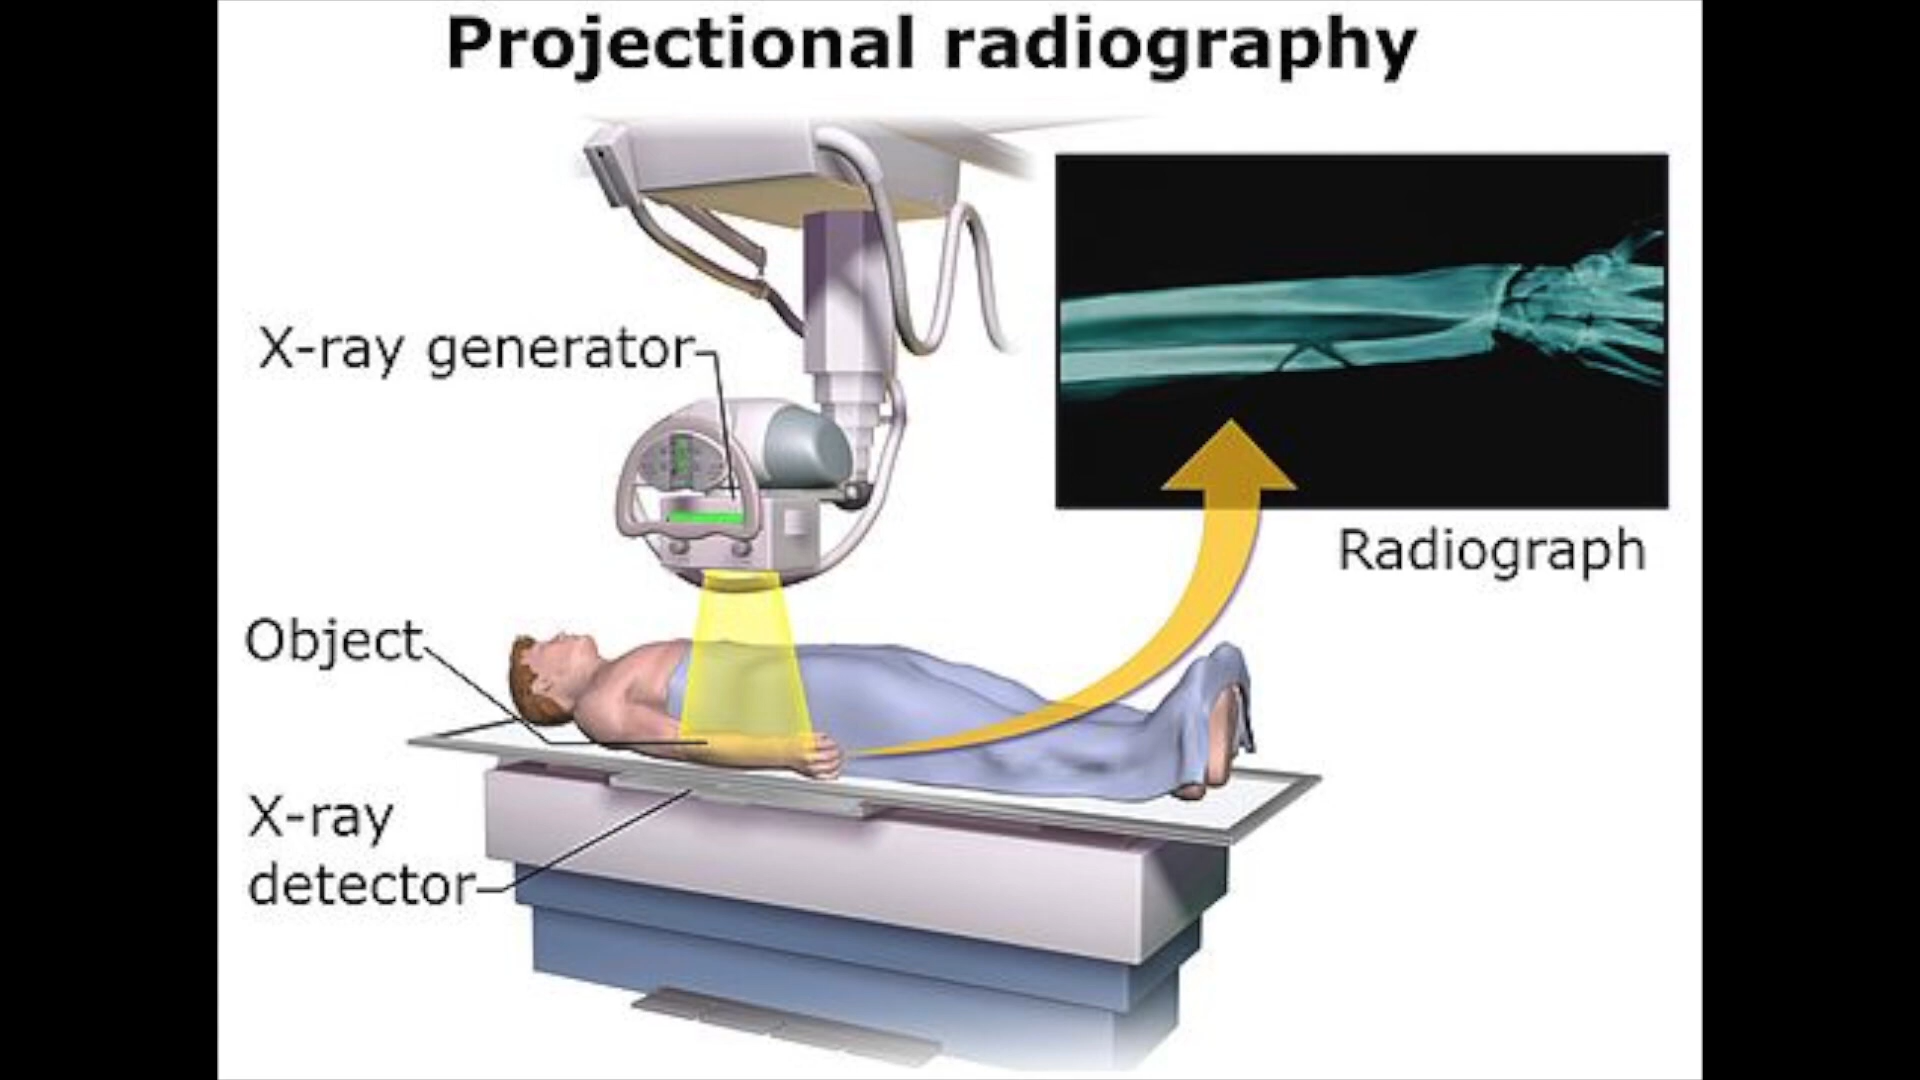 Projectional radiography
X-ray generator
Radiograph
Object
X-ray
detector